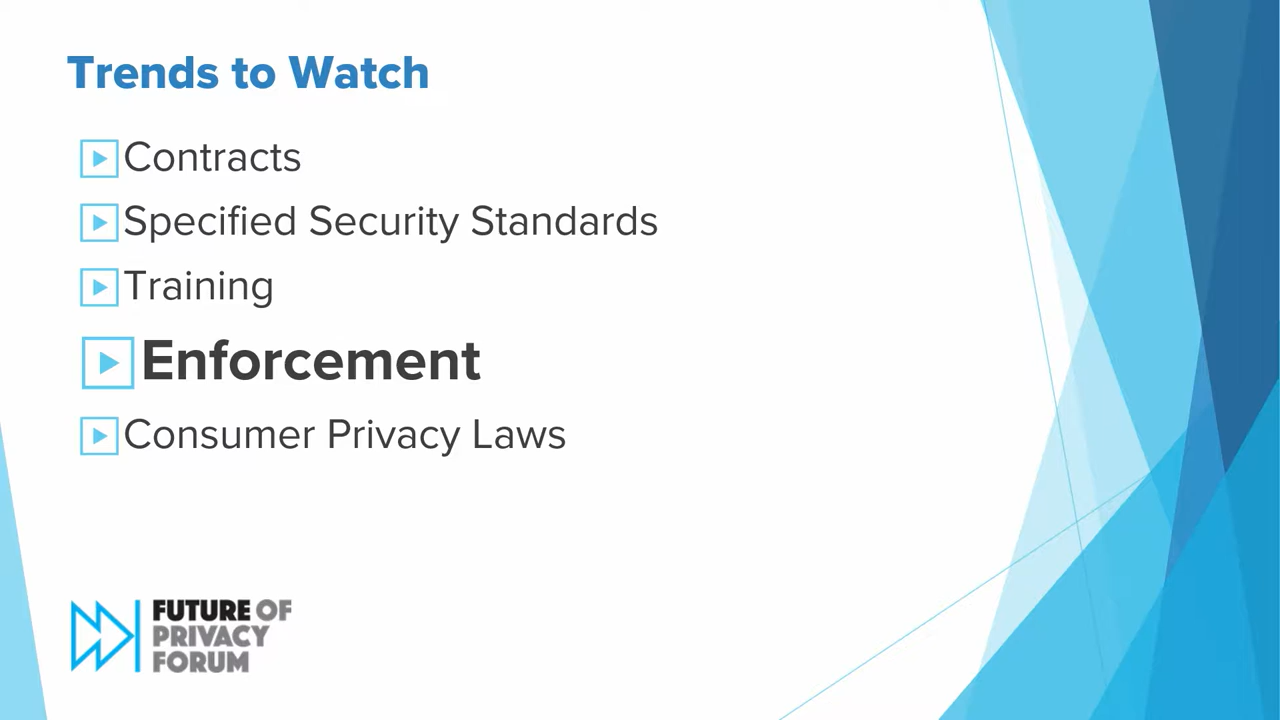 Trends to Watch
Contracts
Specified Security Standards
Training
Enforcement
Consumer Privacy Laws
FUTURE OF
PRIVACY
FORUM